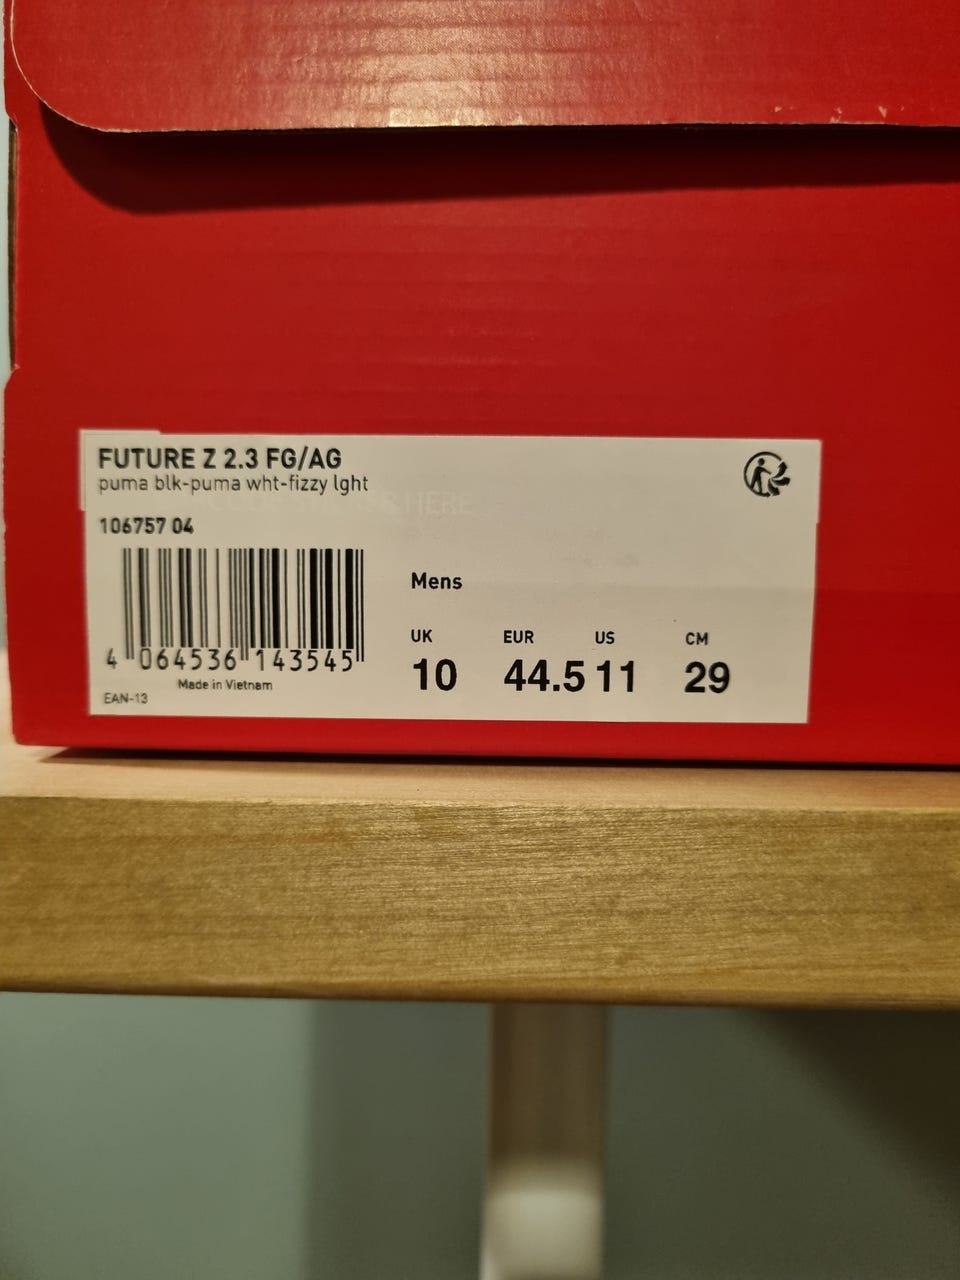 FUTURE Z 2.3 FG/AG
puma blk-puma wht-fizzy lght
HERE
106757 04
Mens
UK EUR US CM
10 44.5 11 29
4 064536 143545
Made in Vietnam
EAN-13